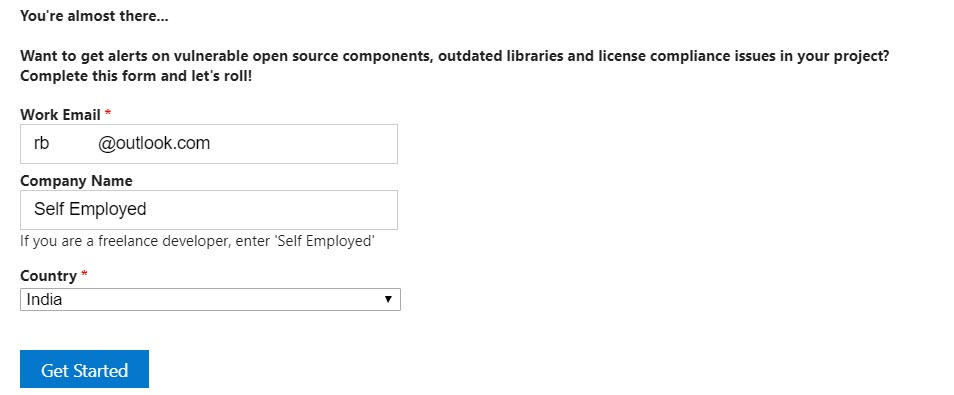 You're almost there...
Want to get alerts on vulnerable open source components, outdated libraries and license compliance issues in your project?
Complete this form and let's roll!
Work Email *
rb @outlook.com
Company Name
Self Employed
If you are a freelance developer, enter 'Self Employed'
Country *
India
Get Started